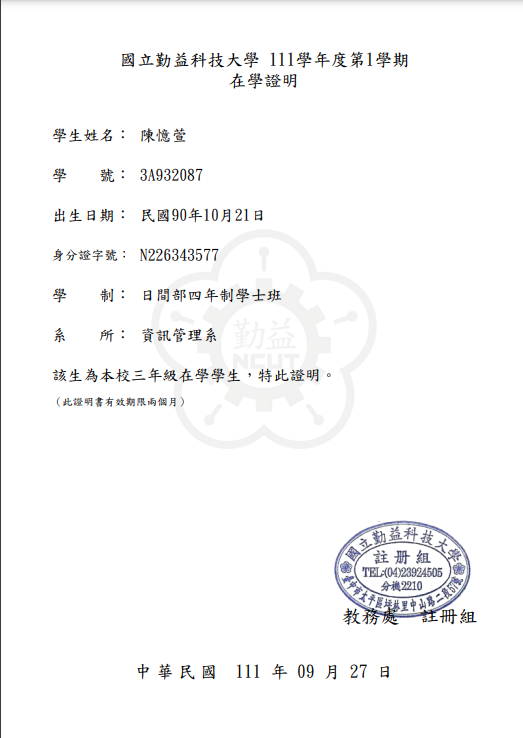 國立勤益科技大學 111學年度第1學期
在學證明
學生姓名： 陳憶萱
學　　號： 3A932087
出生日期： 民國90年10月21日
身分證字號： N226343577
學　　制： 日間部四年制學士班
系　　所： 資訊管理系
勤益
NCUT
該生為本校三年級在學學生，特此證明。
（此證明書有效期限兩個月）
國立勤益科技大學
註冊組
TEL:(04)23924505
分機2210
臺中市太平區坪林里中山路二段57號
教務處　註冊組
中華民國　111 年 09 月 27 日